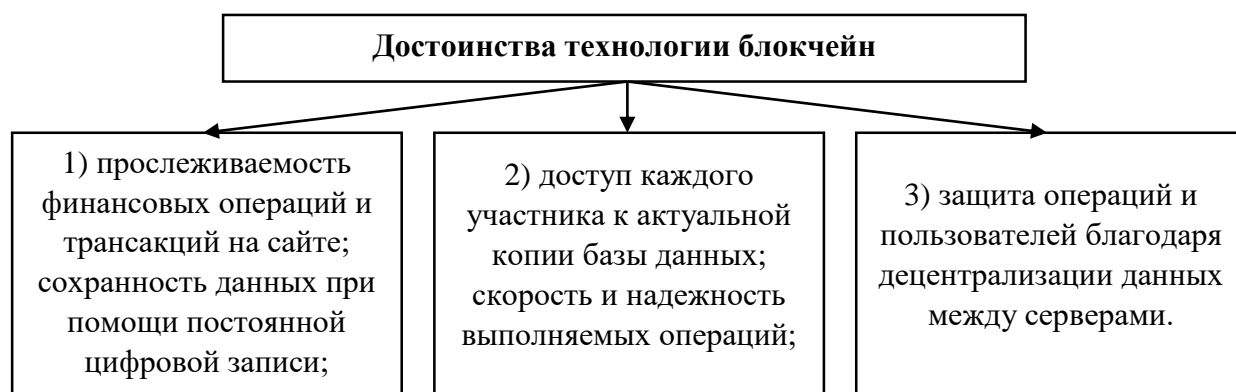 Достоинства технологии блокчейн
1) прослеживаемость
финансовых операций и
трансакций на сайте;
сохранность данных при
помощи постоянной
цифровой записи;
2) доступ каждого
участника к актуальной
копии базы данных;
скорость и надежность
выполняемых операций;
3) защита операций и
пользователей благодаря
децентрализации данных
между серверами.